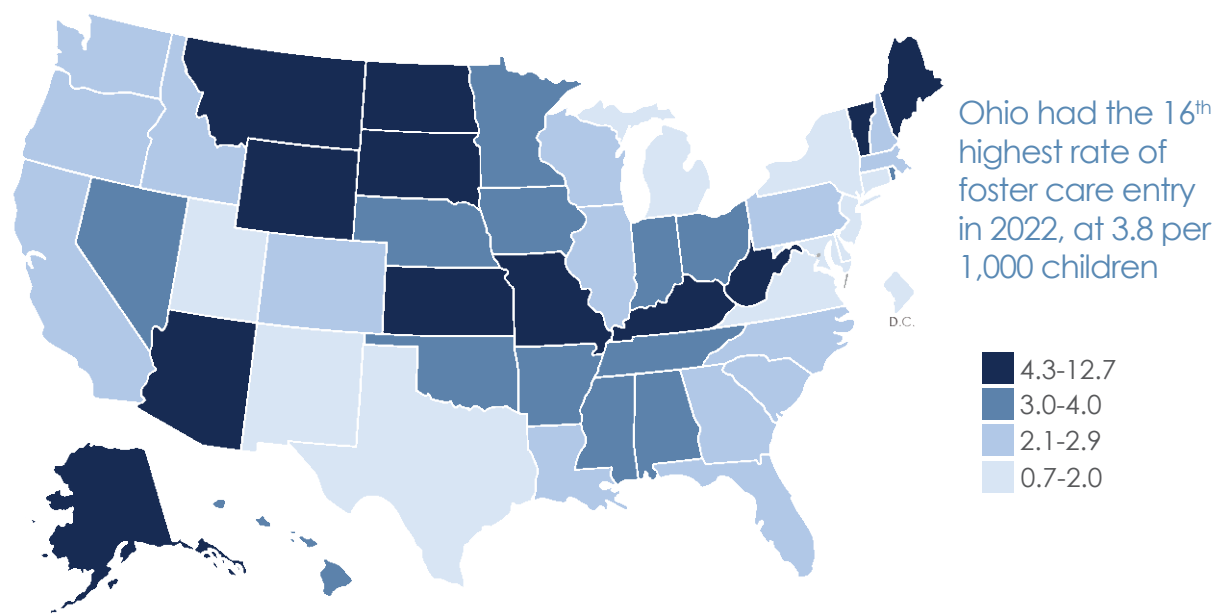 Ohio had the 16th
highest rate of
foster care entry
in 2022, at 3.8 per
1,000 children
D.C.
4.3-12.7
3.0-4.0
2.1-2.9
0.7-2.0